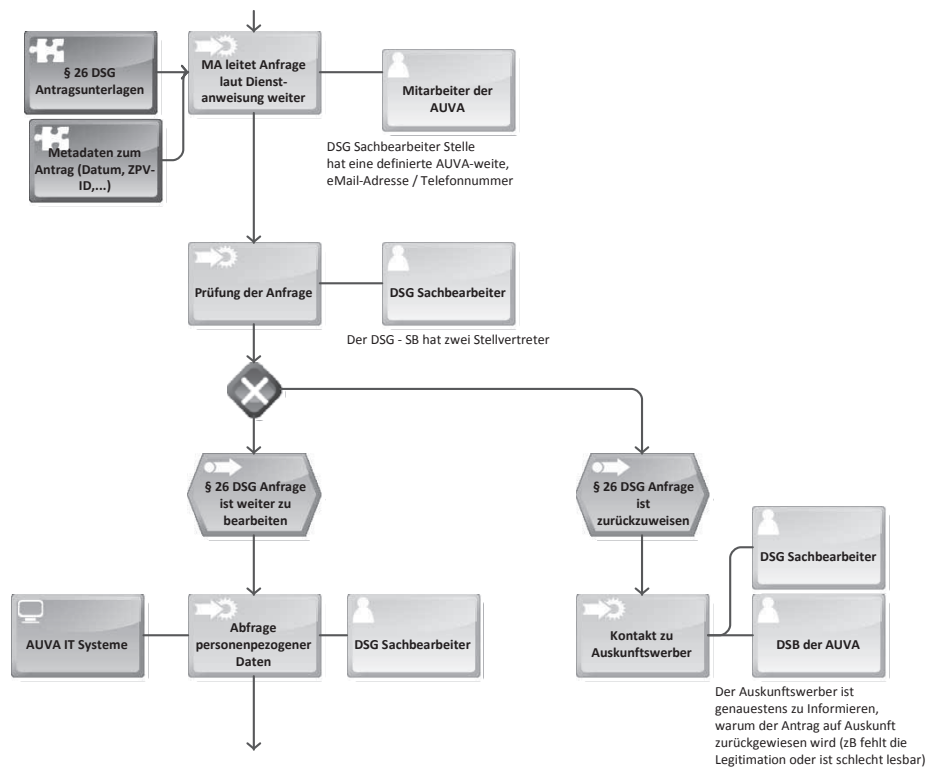 § 26 DSG
Antragsunterlagen
MA leitet Anfrage
laut Dienst-
anweisung weiter
Mitarbeiter der
AUVA
Metadaten zum
Antrag (Datum, ZPV-
ID,...)
DSG Sachbearbeiter Stelle
hat eine definierte AUVA-weite,
eMail-Adresse / Telefonnummer
Prüfung der Anfrage
DSG Sachbearbeiter
Der DSG - SB hat zwei Stellvertreter
§ 26 DSG Anfrage
ist weiter zu
bearbeiten
§ 26 DSG Anfrage
ist
zurückzuweisen
DSG Sachbearbeiter
AUVA IT Systeme
Abfrage
personenpezogener
Daten
DSG Sachbearbeiter
Kontakt zu
Auskunftswerber
DSB der AUVA
Der Auskunftswerber ist
genauestens zu Informieren,
warum der Antrag auf Auskunft
zurückgewiesen wird (zB fehlt die
Legitimation oder ist schlecht lesbar)